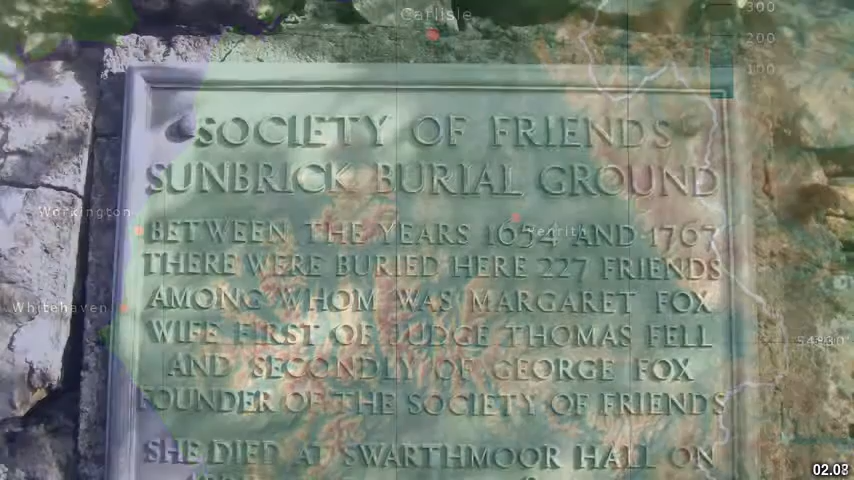 Carlisle
300
200
100
SOCIETY OF FRIENDS
SUNBRICK BURIAL GROUND
Workington
Penrith
BETWEEN THE YEARS 1654 AND 1767
THERE WERE BURIED HERE 227 FRIENDS
AMONG WHOM WAS MARGARET FOX
Whitehaven
WIFE FIRST OF JUDGE THOMAS FELL
54°30'
AND SECONDLY OF GEORGE FOX
FOUNDER OF THE SOCIETY OF FRIENDS
SHE DIED AT SWARTHMOOR HALL ON
02.03